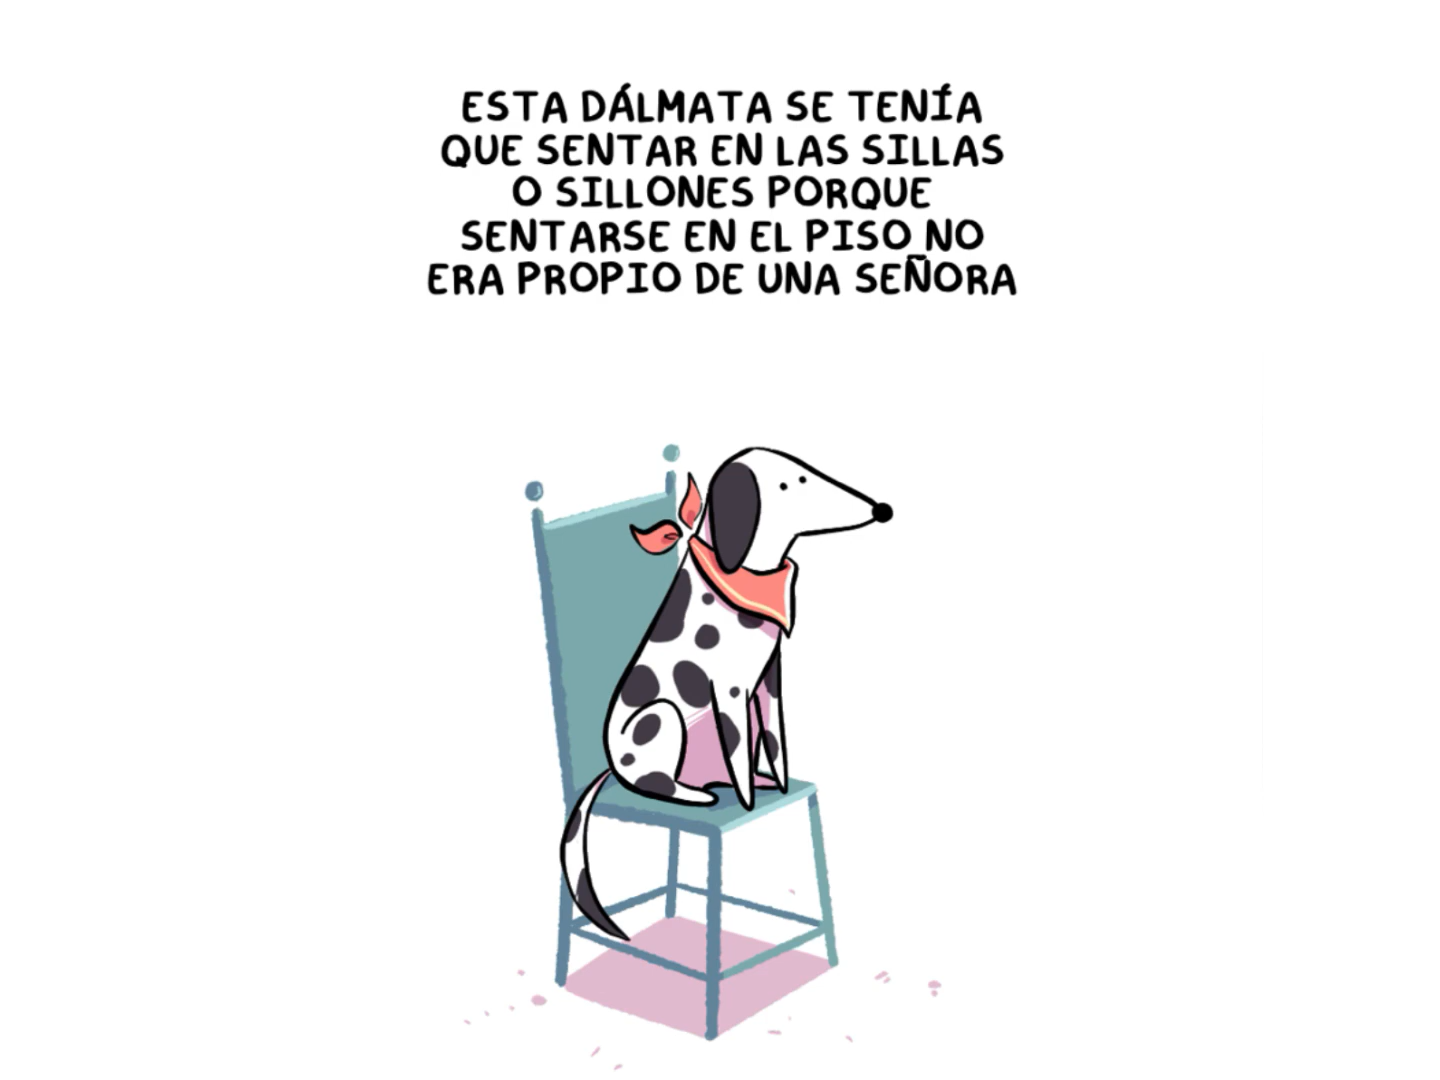 ESTA DÁLMATA SE TENÍA
QUE SENTAR EN LAS SILLAS
O SILLONES PORQUE
SENTARSE EN EL PISO NO
ERA PROPIO DE UNA SEÑORA